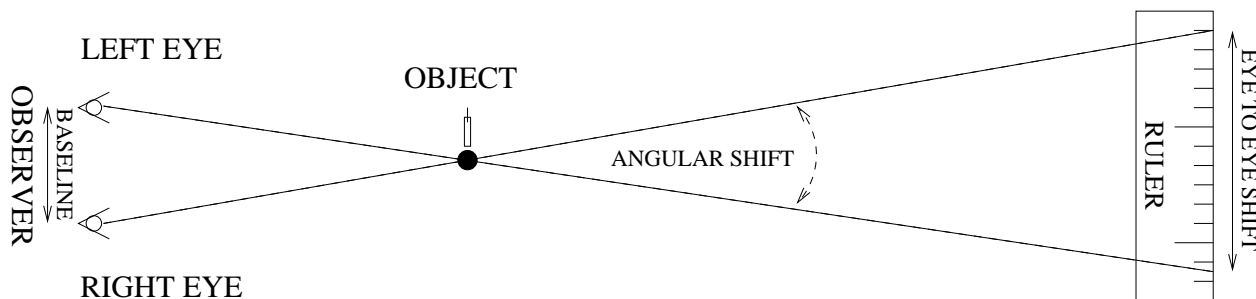 LEFT EYE
OBJECT
OBSERVER
BASELINE
ANGULAR SHIFT
RULER
EYE TO EYE SHIFT
RIGHT EYE